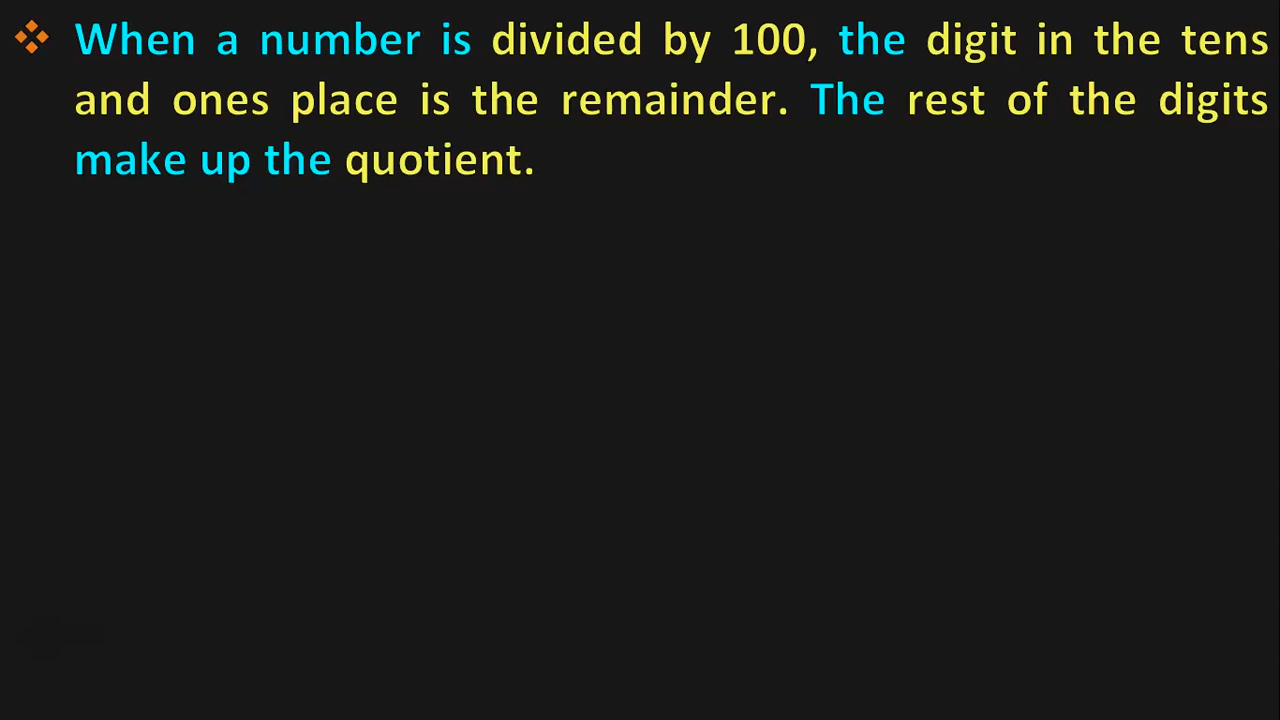 ❖ When a number is divided by 100, the digit in the tens
and ones place is the remainder. The rest of the digits
make up the quotient.